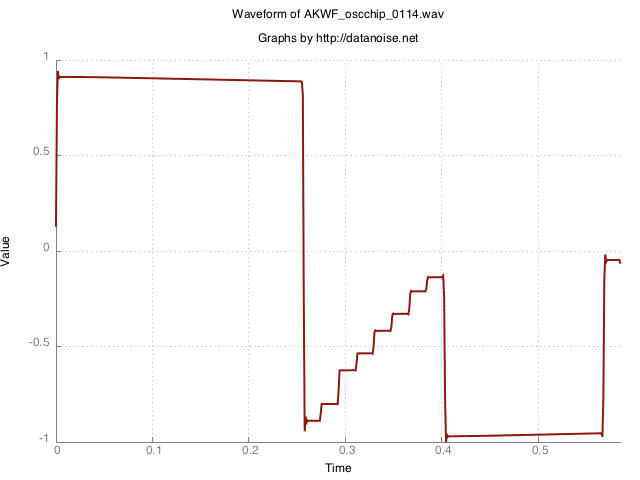 Waveform of AKWF_oscchip_0114.wav
Graphs by http://datanoise.net
1
0.5
0
-0.5
-1
Value
0 0.1 0.2 0.3 0.4 0.5
Time